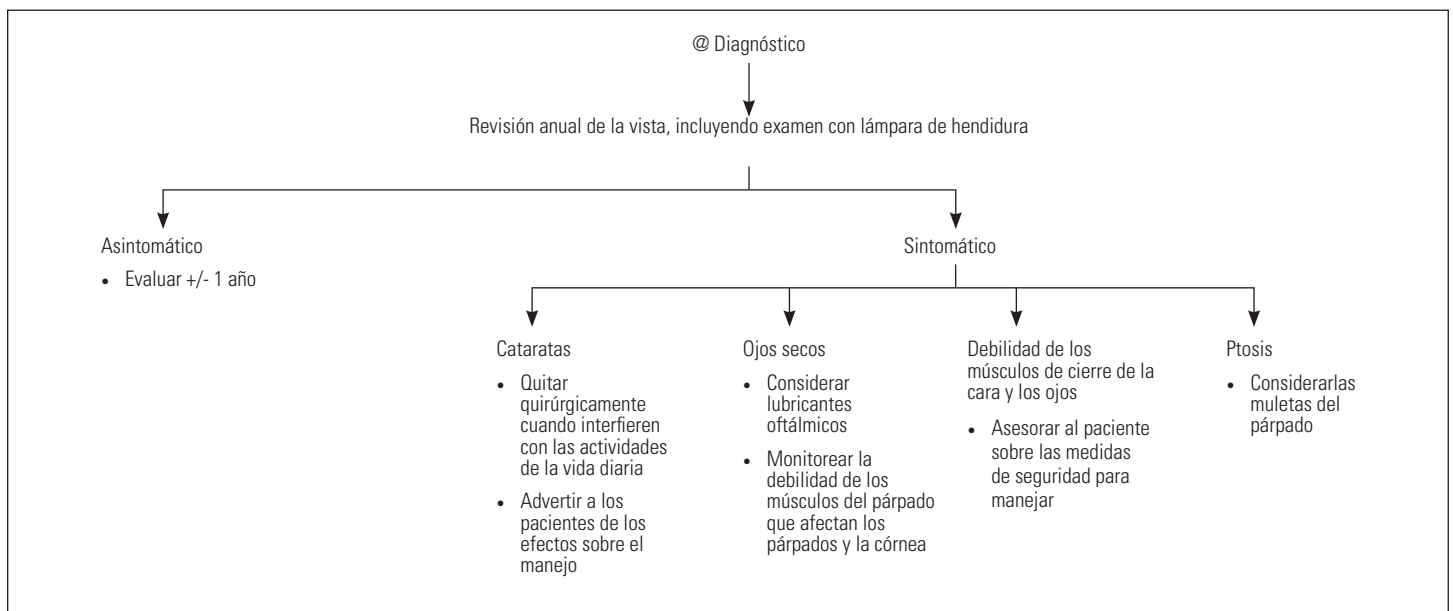 @ Diagnóstico
Revisión anual de la vista, incluyendo examen con lámpara de hendidura
Asintomático
• Evaluar +/- 1 año
Sintomático
Cataratas
• Quitar
quirúrgicamente
cuando interfieren
con las actividades
de la vida diaria
• Advertir a los
pacientes de los
efectos sobre el
manejo
Ojos secos
• Considerar
lubricantes
oftálmicos
• Monitorear la
debilidad de los
músculos del párpado
que afectan los
párpados y la córnea
Debilidad de los
músculos de cierre de la
cara y los ojos
• Asesorar al paciente
sobre las medidas
de seguridad para
manejar
Ptosis
• Considerarlas
muletas del
párpado